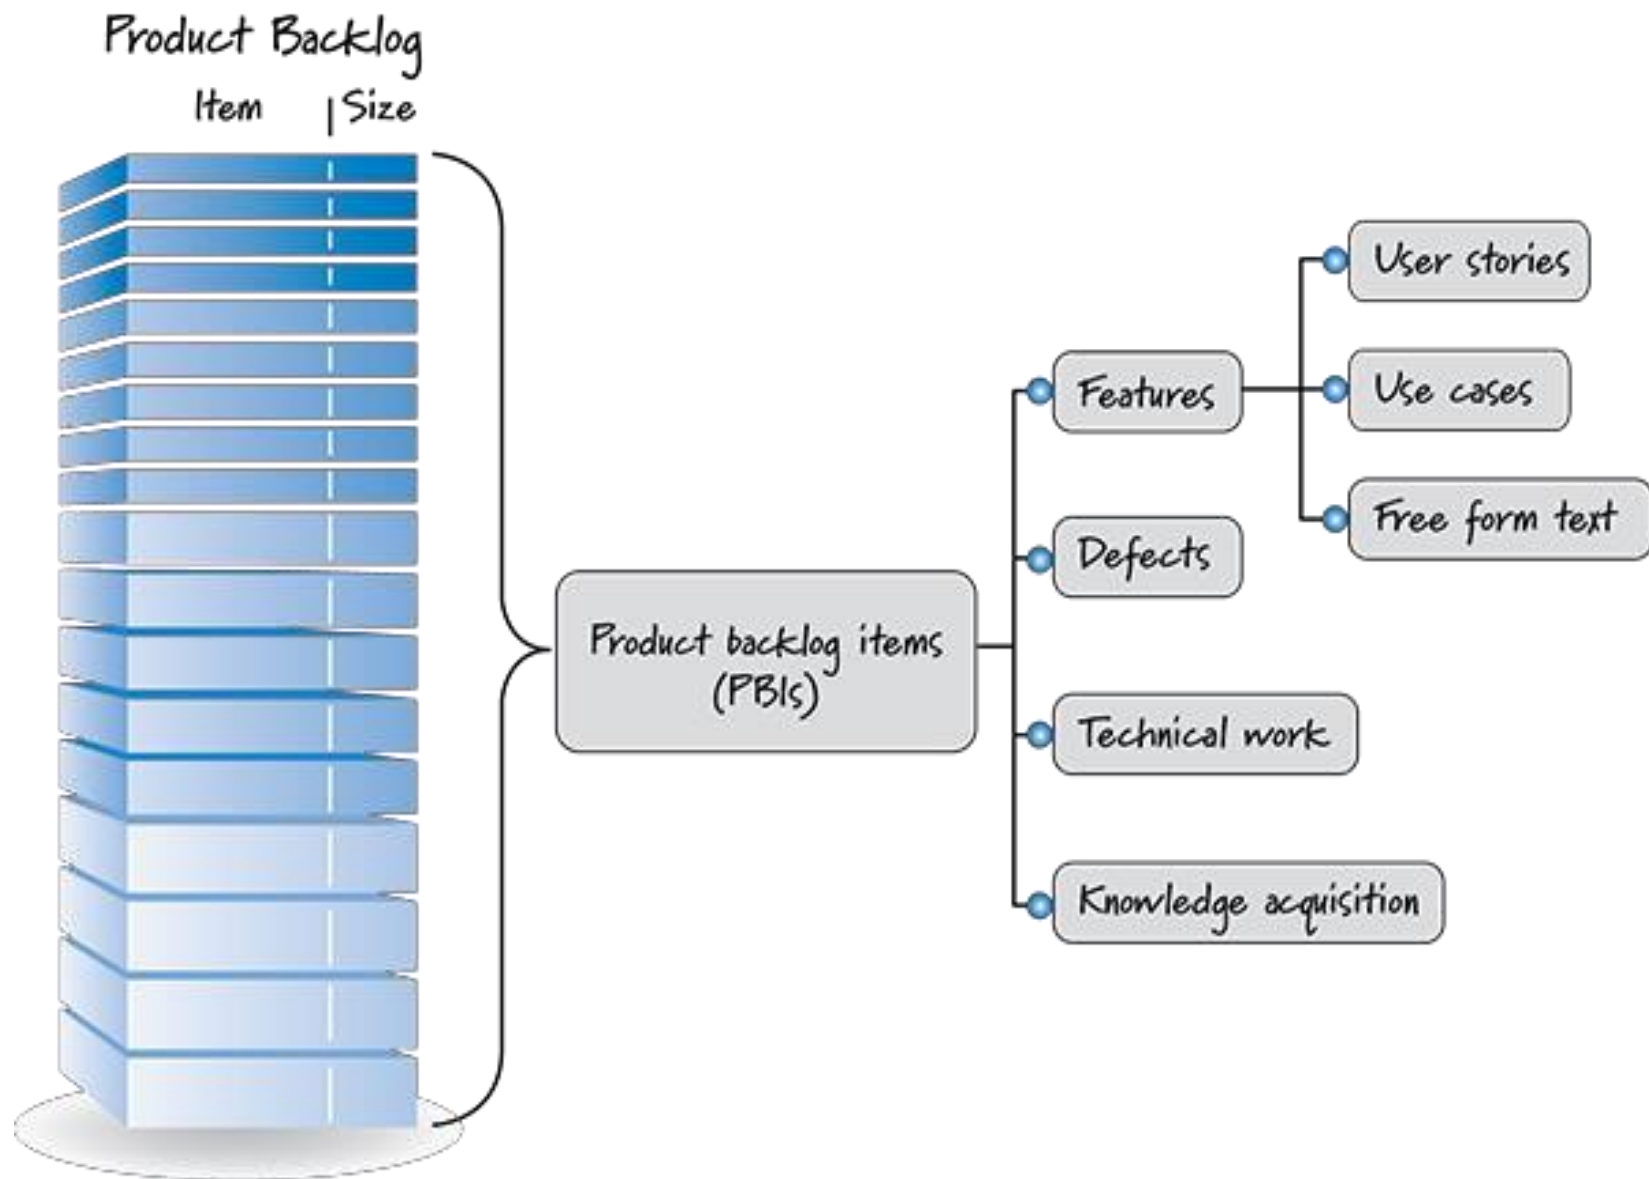 Product Backlog
Item | Size
Product backlog items
(PBIs)
Features
Defects
Technical work
Knowledge acquisition
User stories
Use cases
Free form text